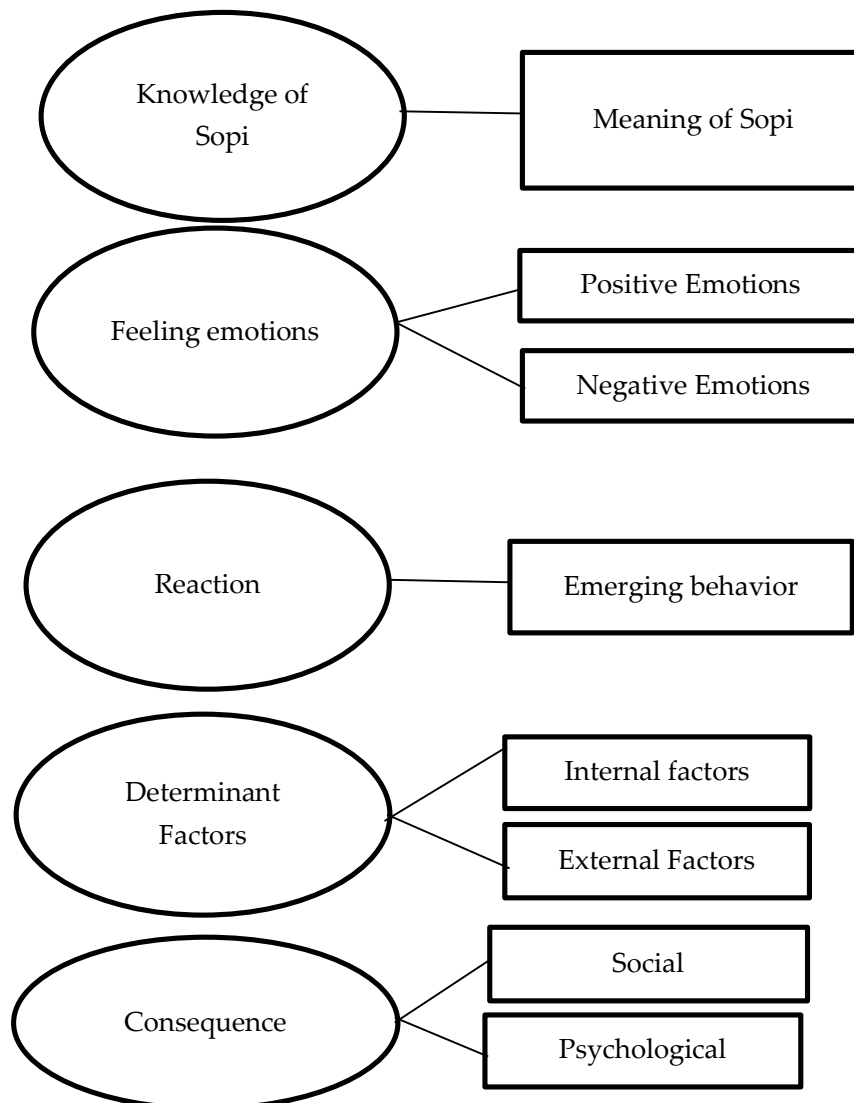 Knowledge of
Sopi
Meaning of Sopi
Feeling emotions
Positive Emotions
Negative Emotions
Reaction
Emerging behavior
Determinant
Factors
Internal factors
External Factors
Consequence
Social
Psychological